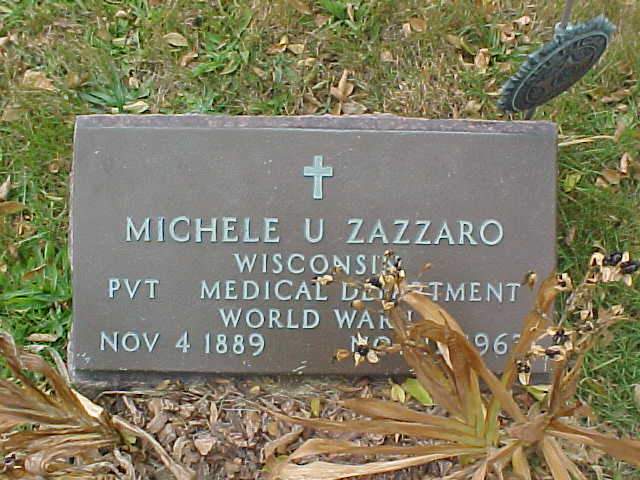 MICHELE U ZAZZARO
WISCONSIN
PVT MEDICAL DEPARTMENT
WORLD WAR I
NOV 4 1889